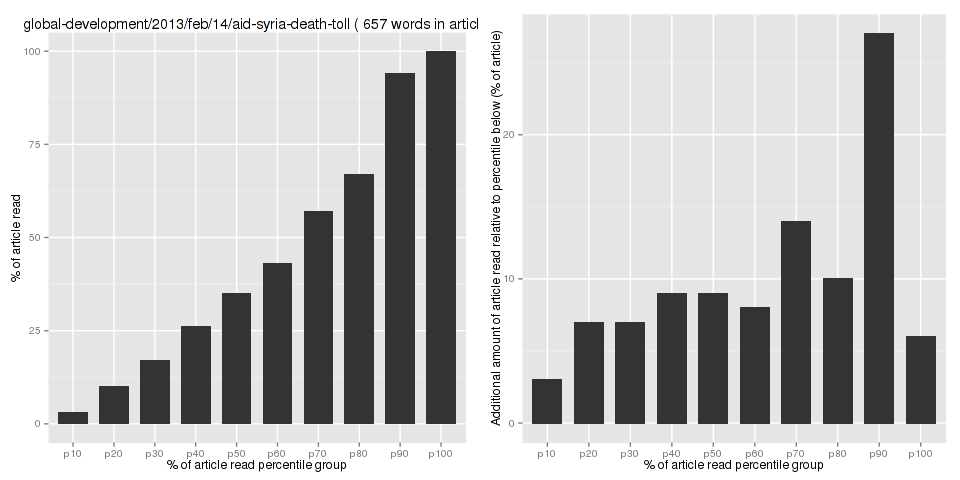 global-development/2013/feb/14/aid-syria-death-toll ( 657 words in articl
% of article read
100
75
50
25
0
p10 p20 p30 p40 p50 p60 p70 p80 p90 p100
% of article read percentile group
Additional amount of article read relative to percentile below (% of article)
20
10
0
p10 p20 p30 p40 p50 p60 p70 p80 p90 p100
% of article read percentile group